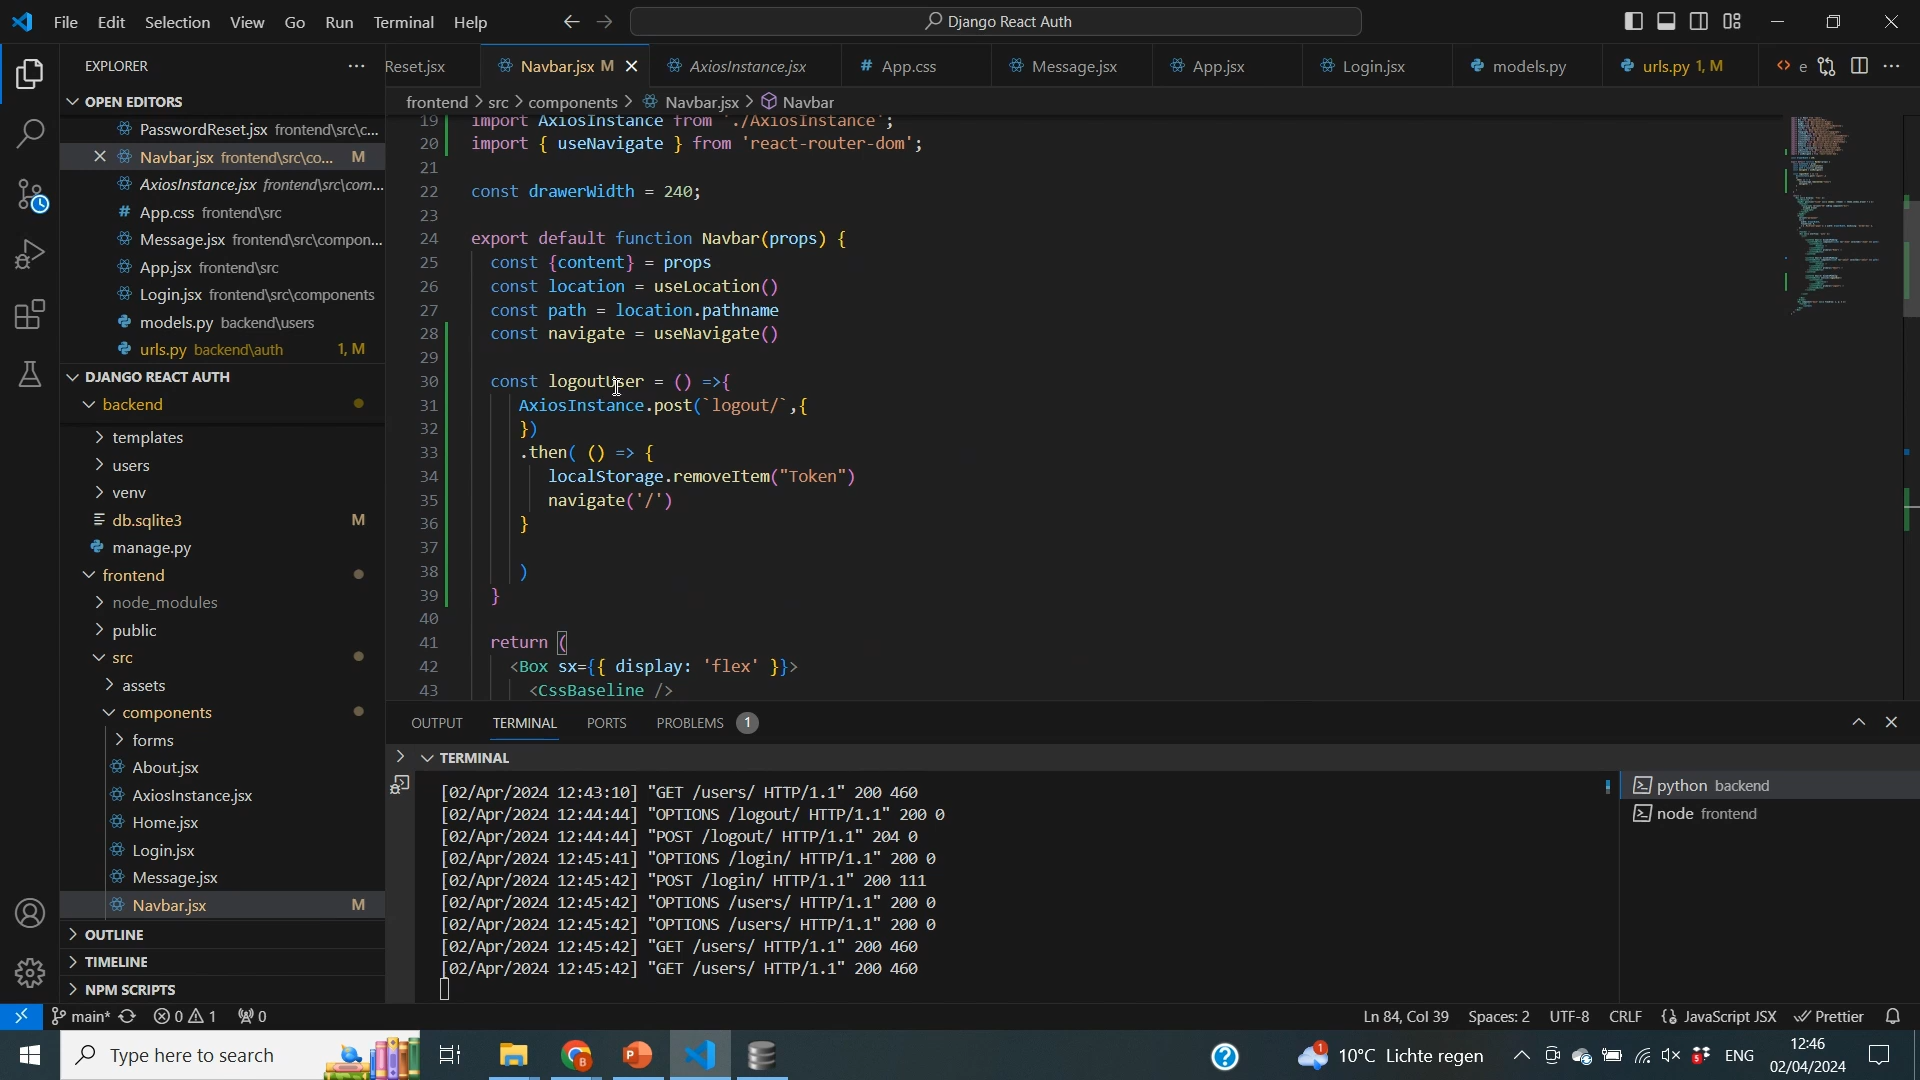 File Edit Selection View Go Run Terminal Help
Django React Auth
EXPLORER
Reset.jsx
Navbar.jsx M
AxiosInstance.jsx
App.css
Message.jsx
App.jsx
Login.jsx
models.py
urls.py 1, M
e
OPEN EDITORS
frontend > src > components > Navbar.jsx > Navbar
PasswordReset.jsx frontend\src\c...
Navbar.jsx frontend\src\co... M
AxiosInstance.jsx frontend\src\com...
App.css frontend\src
Message.jsx frontend\src\compon...
App.jsx frontend\src
Login.jsx frontend\src\components
models.py backend\users
urls.py backend\auth 1, M
DJANGO REACT AUTH
backend
templates
users
venv
db.sqlite3 M
manage.py
frontend
node_modules
public
src
assets
components
forms
About.jsx
AxiosInstance.jsx
Home.jsx
Login.jsx
Message.jsx
Navbar.jsx M
OUTLINE
TIMELINE
NPM SCRIPTS
19 import AxiosInstance from './AxiosInstance';
20 import { useNavigate } from 'react-router-dom';
21
22 const drawerWidth = 240;
23
24 export default function Navbar(props) {
25 const {content} = props
26 const location = useLocation()
27 const path = location.pathname
28 const navigate = useNavigate()
29
30 const logoutUser = () =>{
31 AxiosInstance.post(`logout/`,{
32 })
33 .then( () => {
34 localStorage.removeItem("Token")
35 navigate('/')
36 }
37
38 )
39 }
40
41 return (
42 <Box sx={{ display: 'flex' }}>
43 <CssBaseline />
OUTPUT TERMINAL PORTS PROBLEMS 1
TERMINAL
[02/Apr/2024 12:43:10] "GET /users/ HTTP/1.1" 200 460
[02/Apr/2024 12:44:44] "OPTIONS /logout/ HTTP/1.1" 200 0
[02/Apr/2024 12:44:44] "POST /logout/ HTTP/1.1" 204 0
[02/Apr/2024 12:45:41] "OPTIONS /login/ HTTP/1.1" 200 0
[02/Apr/2024 12:45:42] "POST /login/ HTTP/1.1" 200 111
[02/Apr/2024 12:45:42] "OPTIONS /users/ HTTP/1.1" 200 0
[02/Apr/2024 12:45:42] "OPTIONS /users/ HTTP/1.1" 200 0
[02/Apr/2024 12:45:42] "GET /users/ HTTP/1.1" 200 460
[02/Apr/2024 12:45:42] "GET /users/ HTTP/1.1" 200 460
python backend
node frontend
main* 0 1 0
Ln 84, Col 39 Spaces: 2 UTF-8 CRLF JavaScript JSX Prettier
Type here to search
1 10°C Lichte regen
ENG
12:46
02/04/2024